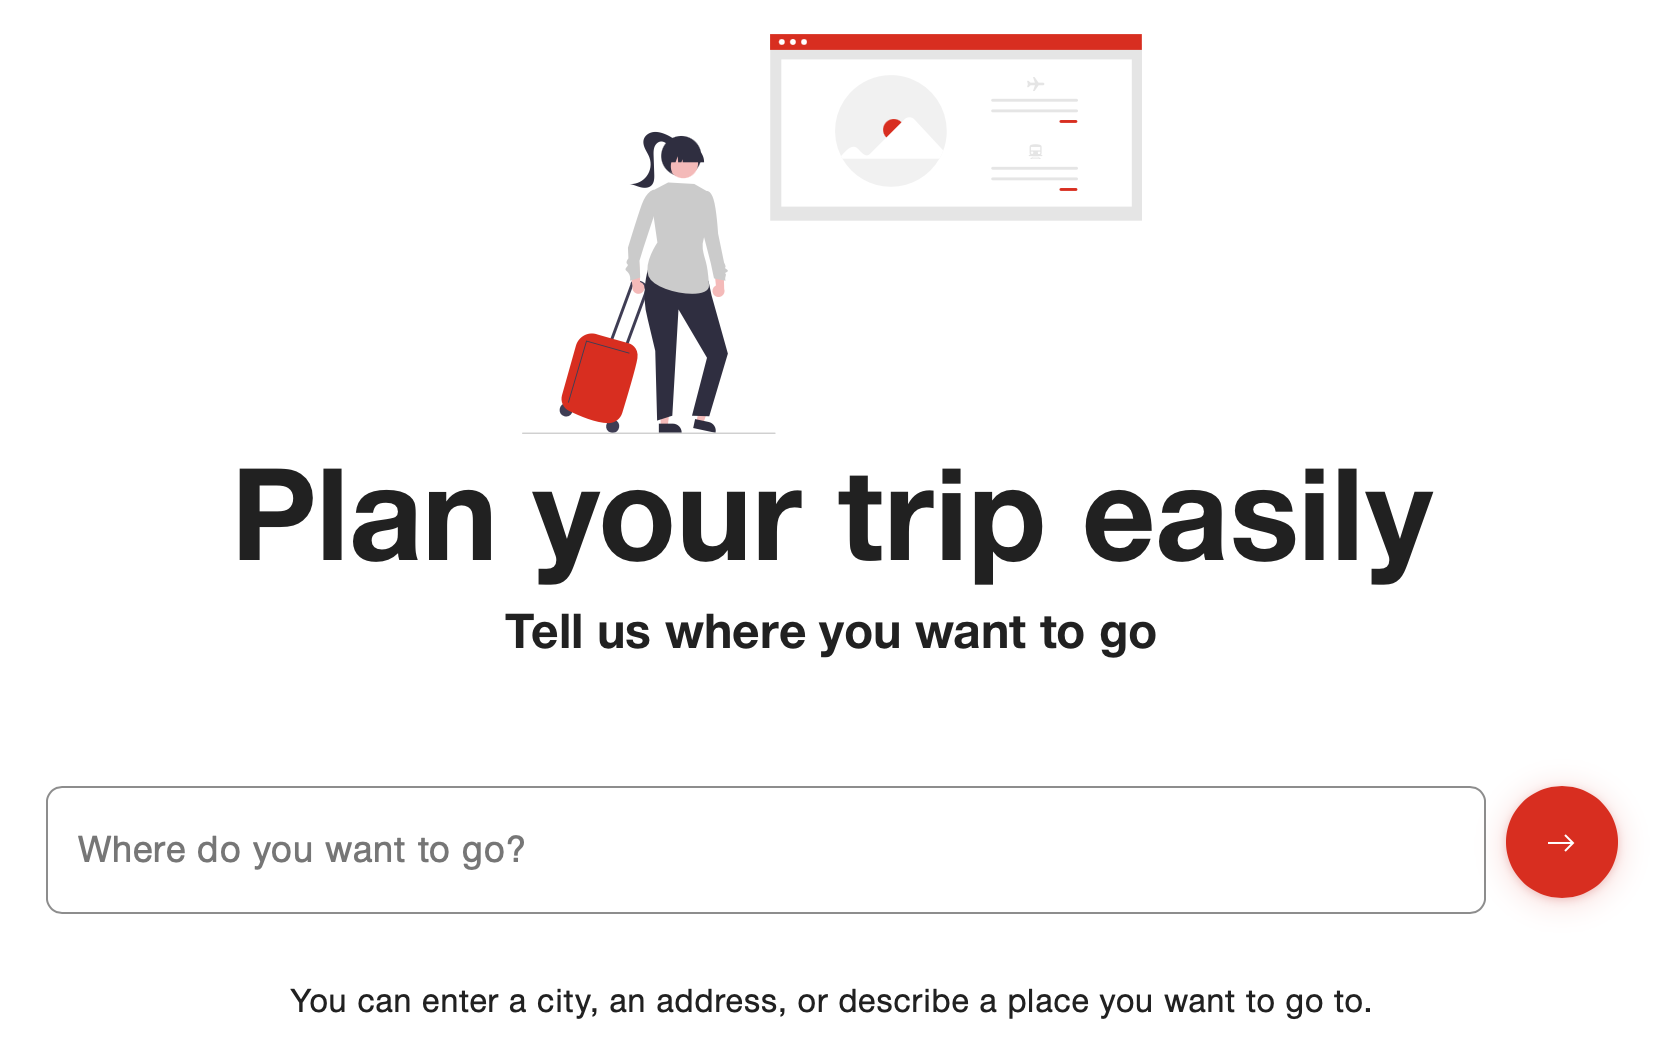 Plan your trip easily
Tell us where you want to go
Where do you want to go?
You can enter a city, an address, or describe a place you want to go to.